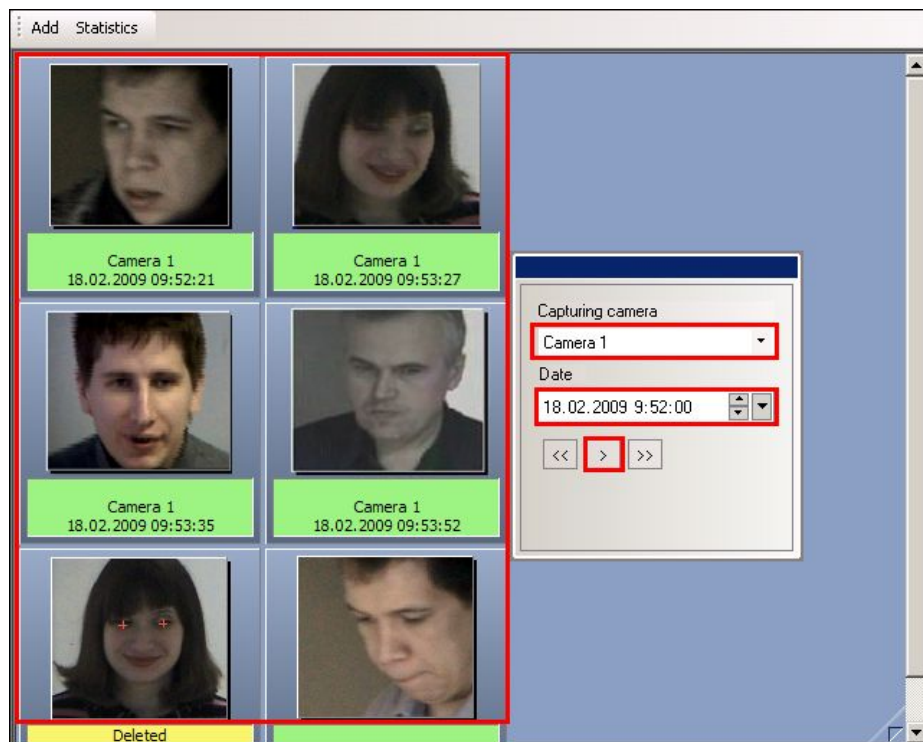 Add Statistics
Camera 1
18.02.2009 09:52:21
Camera 1
18.02.2009 09:53:27
Capturing camera
Camera 1
Date
18.02.2009 9:52:00
<< > >>
Camera 1
18.02.2009 09:53:35
Camera 1
18.02.2009 09:53:52
Deleted